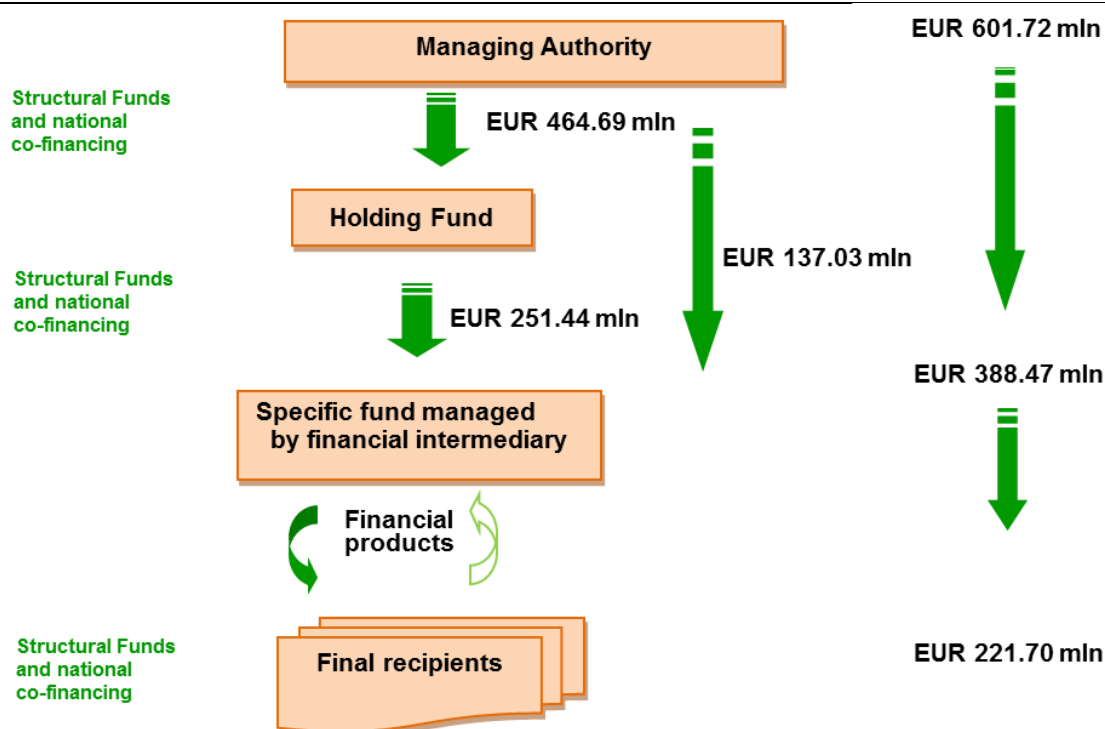 Managing Authority
EUR 601.72 mln
Structural Funds
and national
co-financing
EUR 464.69 mln
Holding Fund
EUR 137.03 mln
Structural Funds
and national
co-financing
EUR 251.44 mln
EUR 388.47 mln
Specific fund managed
by financial intermediary
Financial
products
Structural Funds
and national
co-financing
Final recipients
EUR 221.70 mln